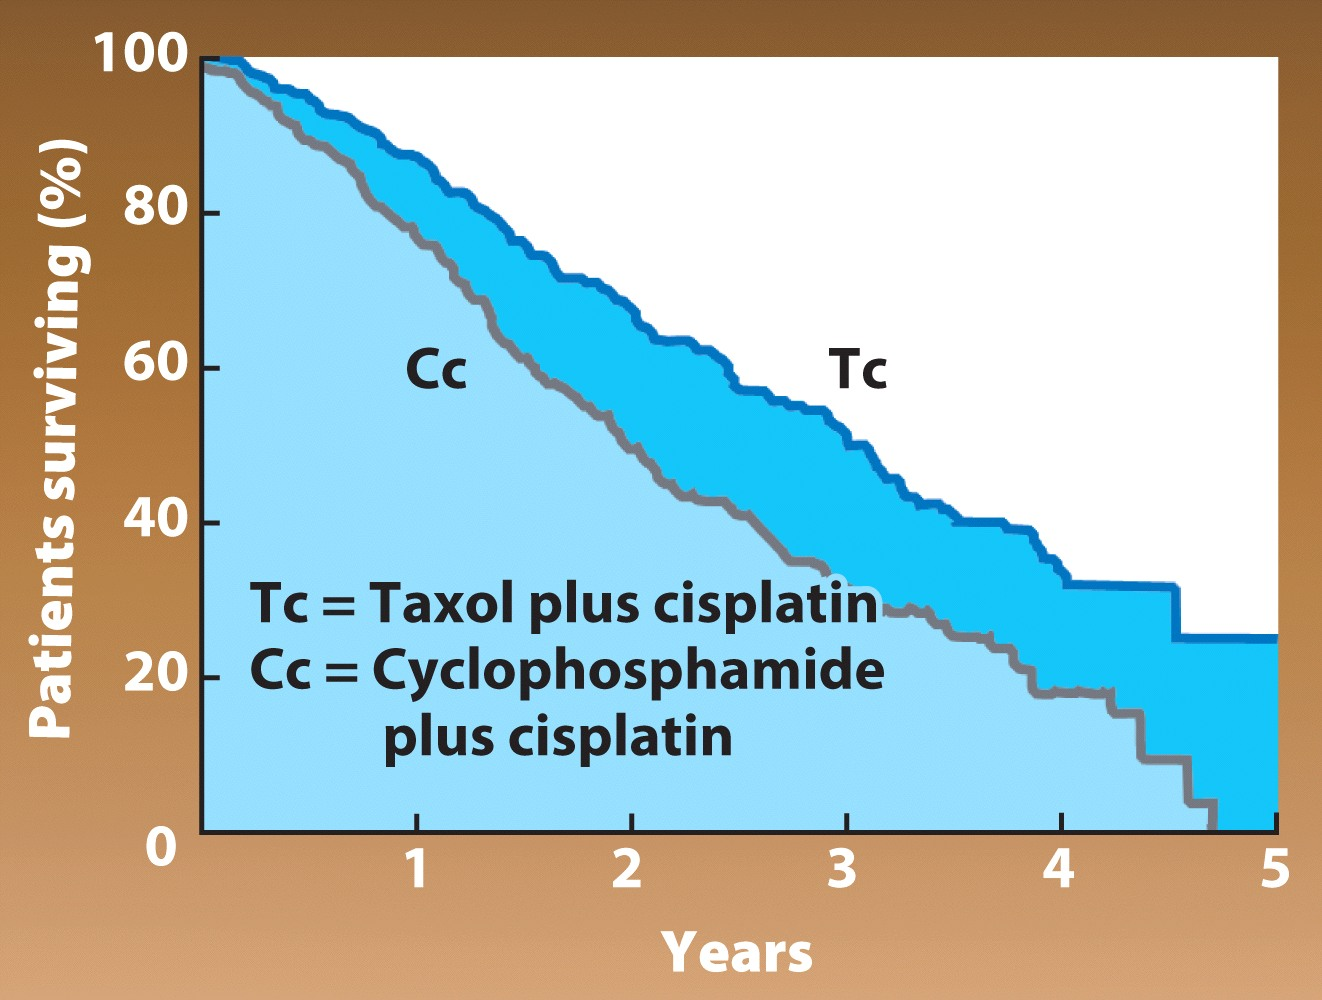 100
80
60
40
20
0
Patients surviving (%)
Cc
Tc
Tc = Taxol plus cisplatin
Cc = Cyclophosphamide
plus cisplatin
1 2 3 4 5
Years